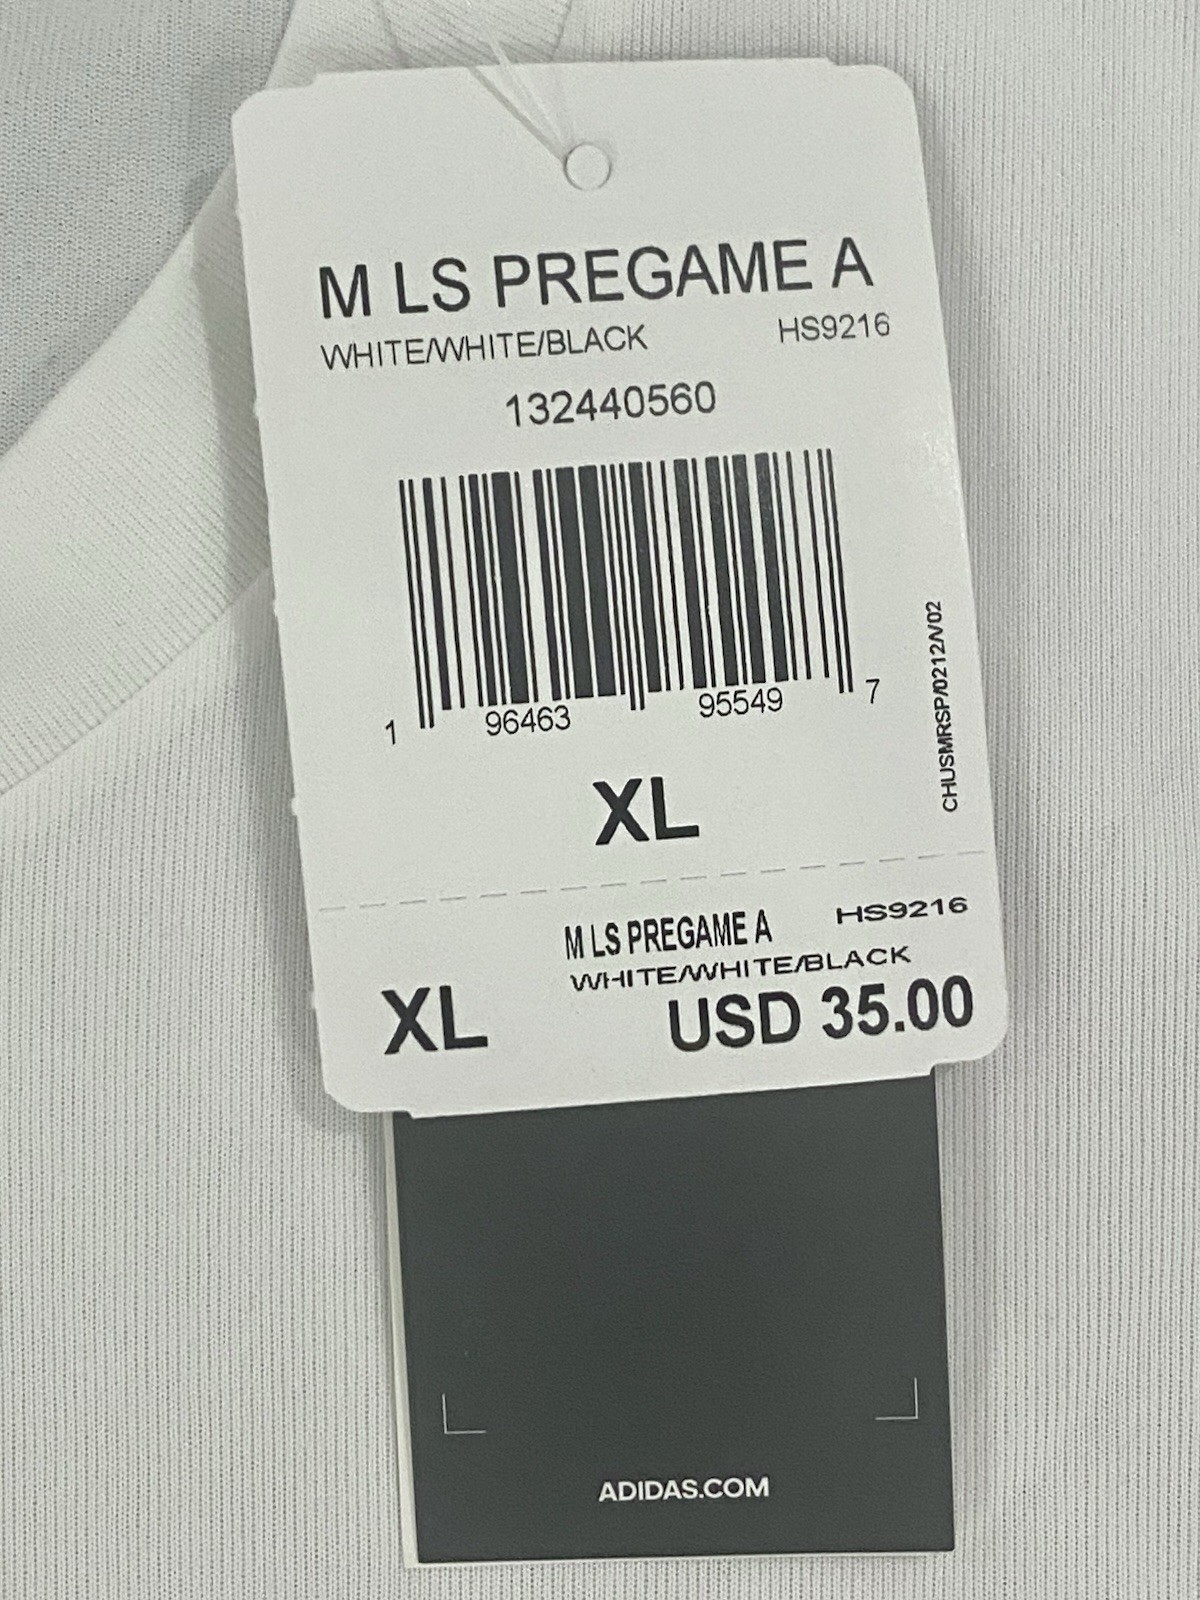 M LS PREGAME A
WHITE/WHITE/BLACK HS9216
132440560
1 96463 95549 7
CHUSMRSP/0212/V02
XL
M LS PREGAME A HS9216
WHITE/WHITE/BLACK
XL USD 35.00
ADIDAS.COM